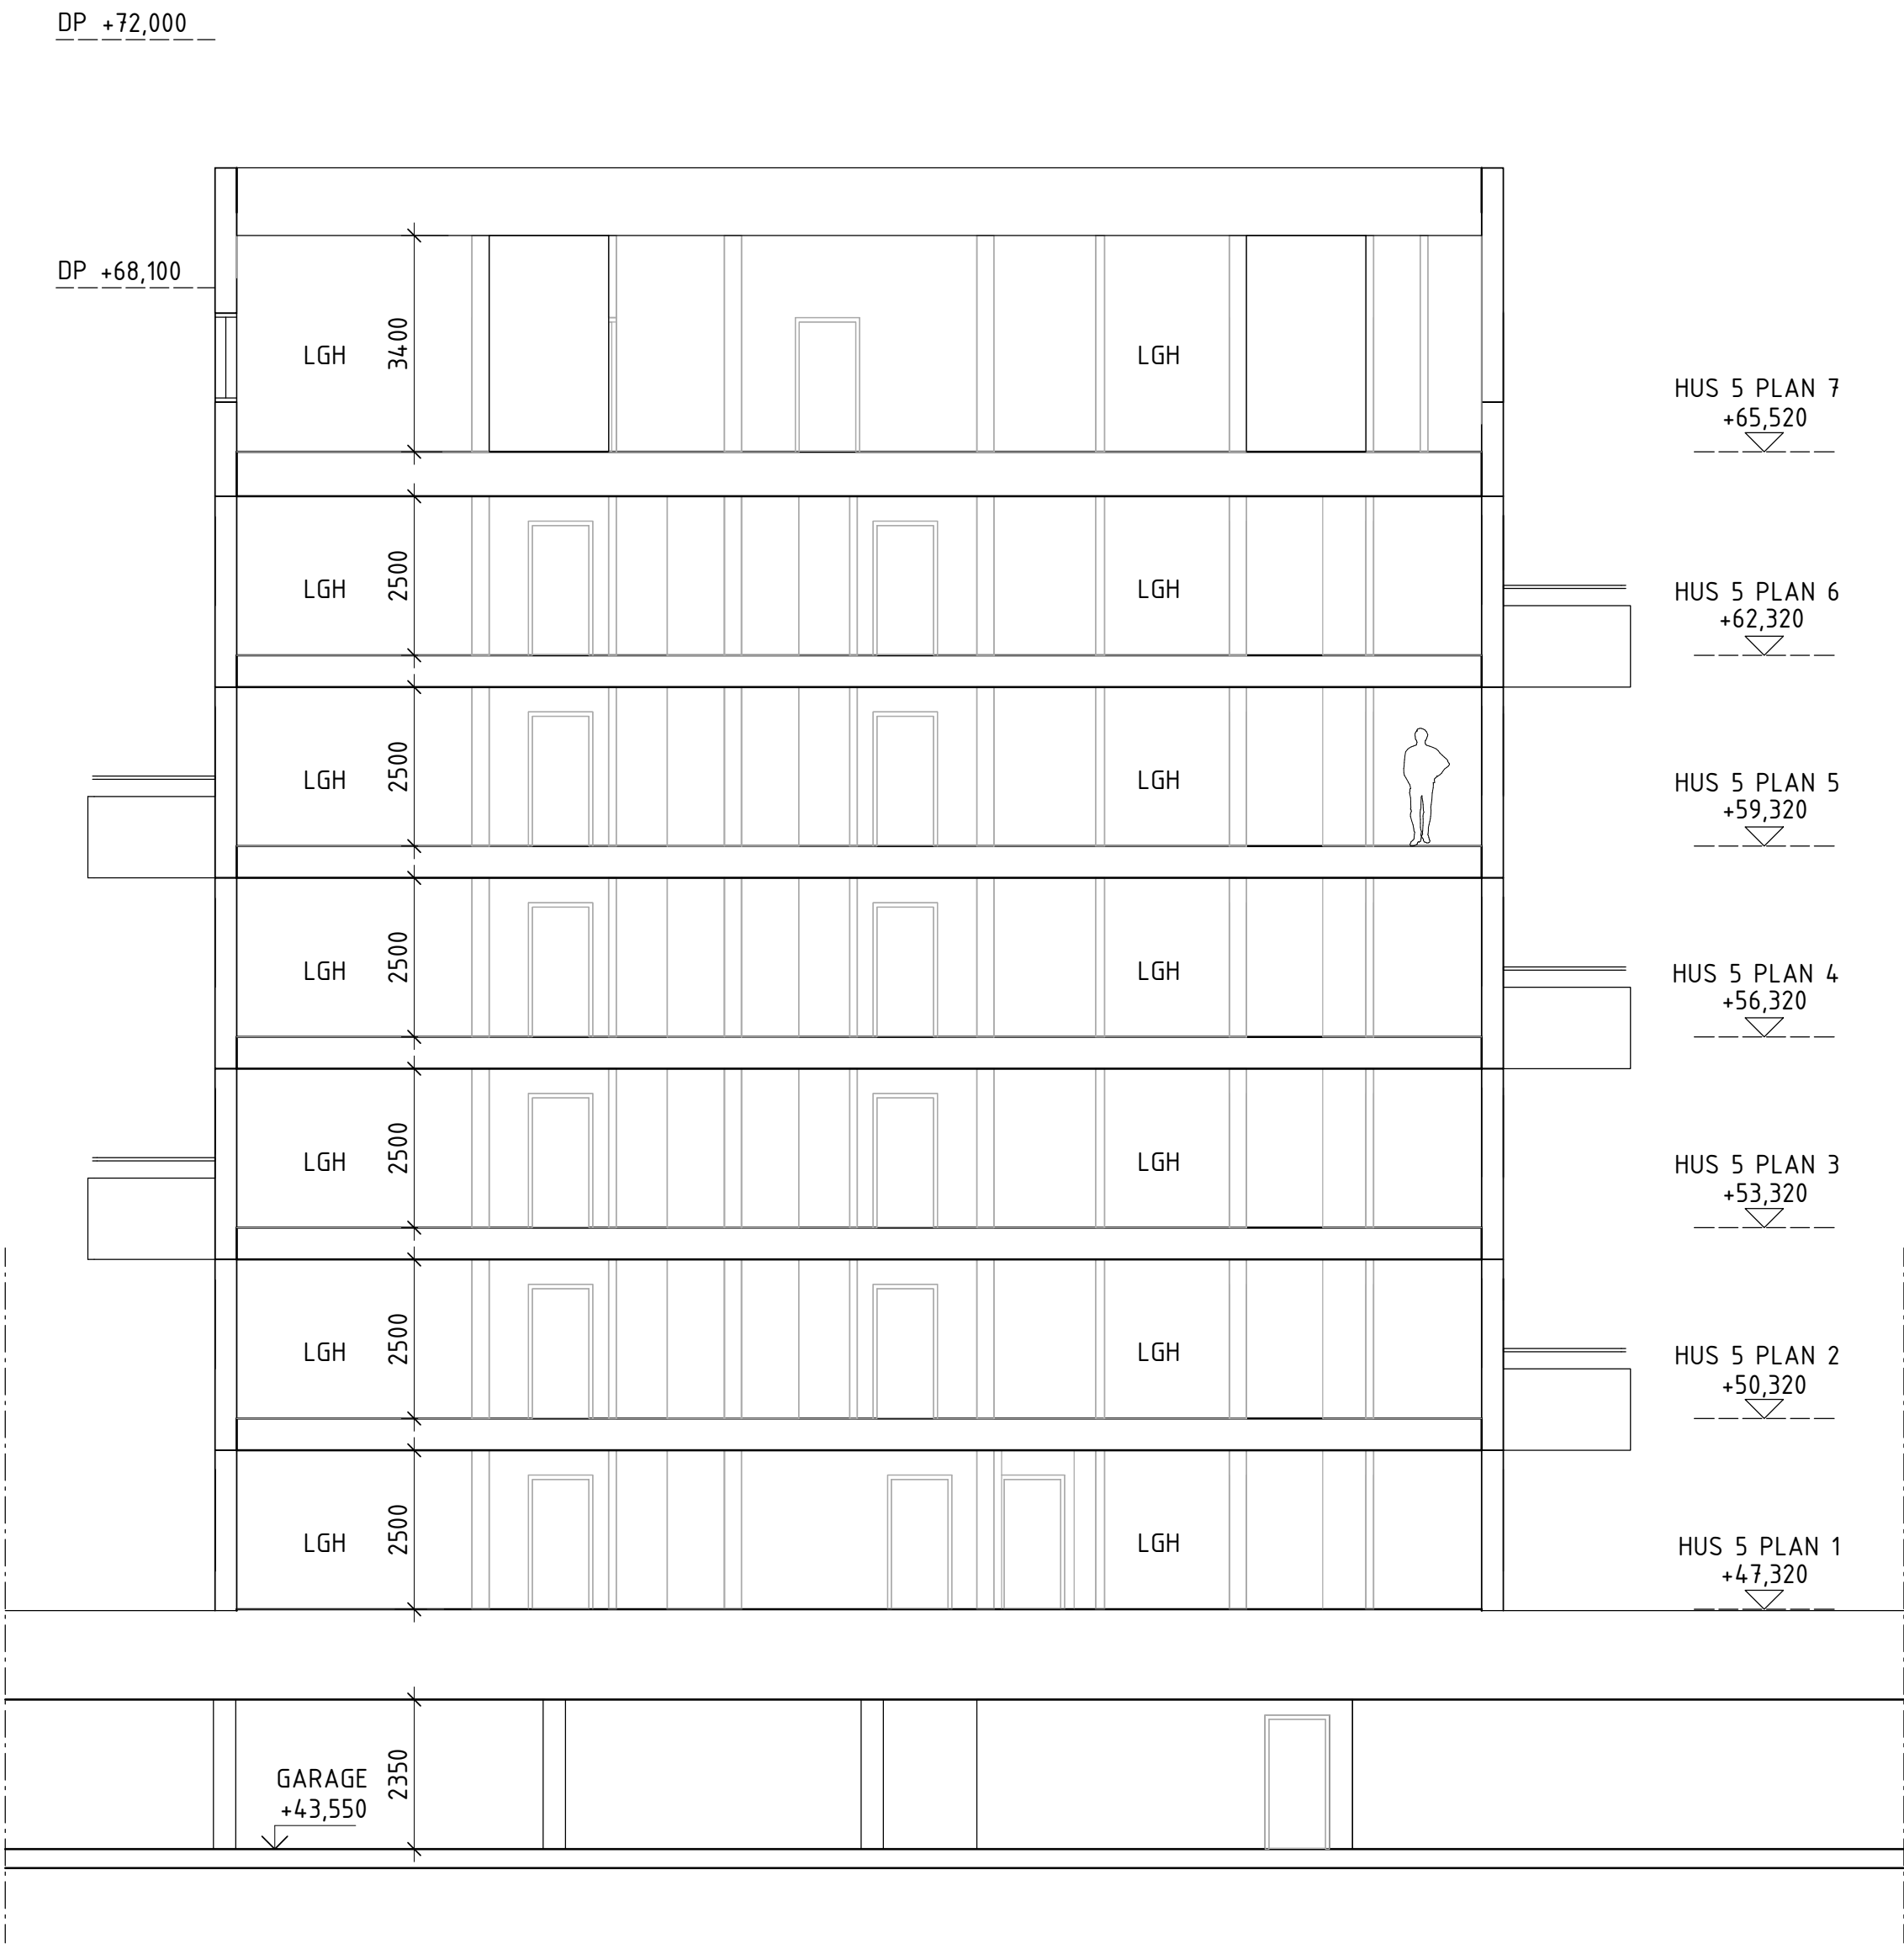 DP +72,000
DP +68,100
LGH
3400
LGH
HUS 5 PLAN 7
+65,520
LGH
2500
LGH
HUS 5 PLAN 6
+62,320
LGH
2500
LGH
HUS 5 PLAN 5
+59,320
LGH
2500
LGH
HUS 5 PLAN 4
+56,320
LGH
2500
LGH
HUS 5 PLAN 3
+53,320
LGH
2500
LGH
HUS 5 PLAN 2
+50,320
LGH
2500
LGH
HUS 5 PLAN 1
+47,320
GARAGE
+43,550
2350